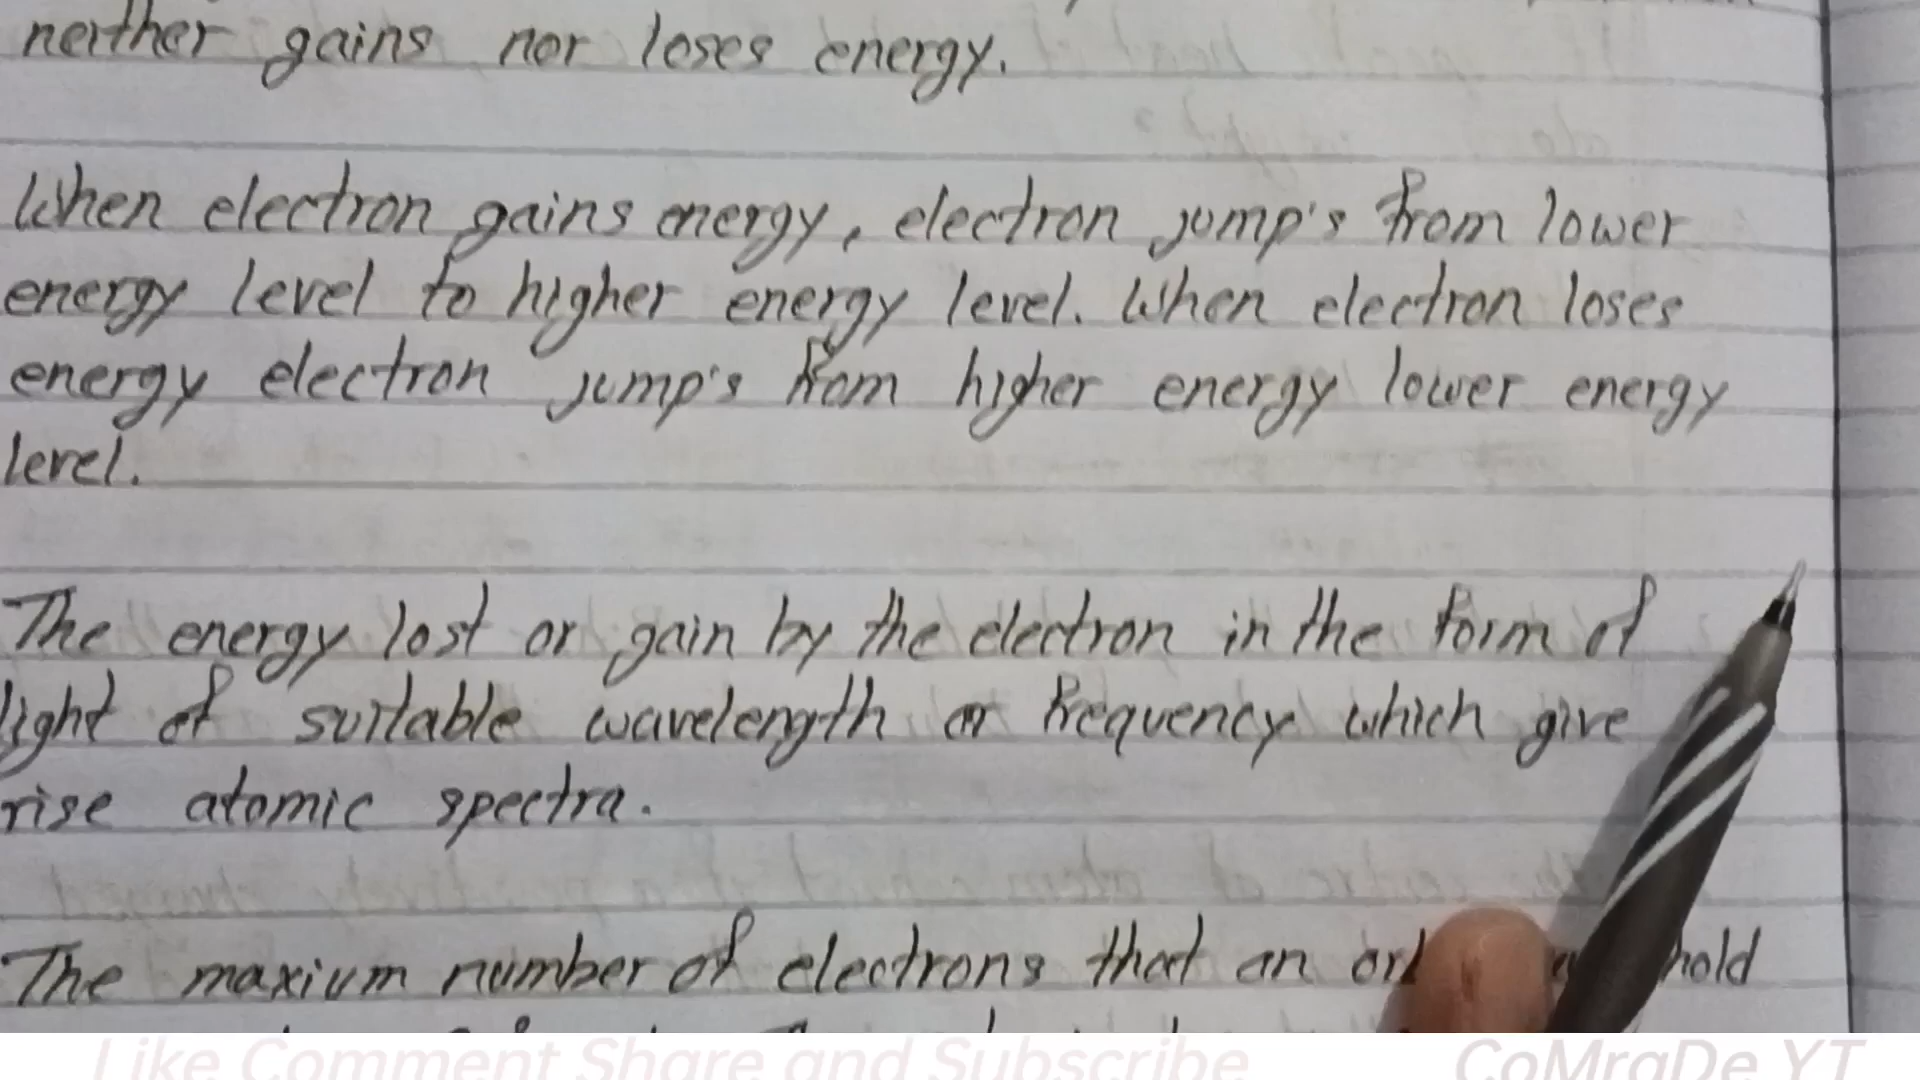 neither gains nor loses energy.
When electron gains energy, electron jump's from lower
energy level to higher energy level. When electron loses
energy electron jump's from higher energy lower energy
level.
The energy lost or gain by the electron in the form of
light of suitable wavelength or frequency which give
rise atomic spectra.
The maxium number of electrons that an hold
Like Comment Share and Subscribe CoMraDe YT